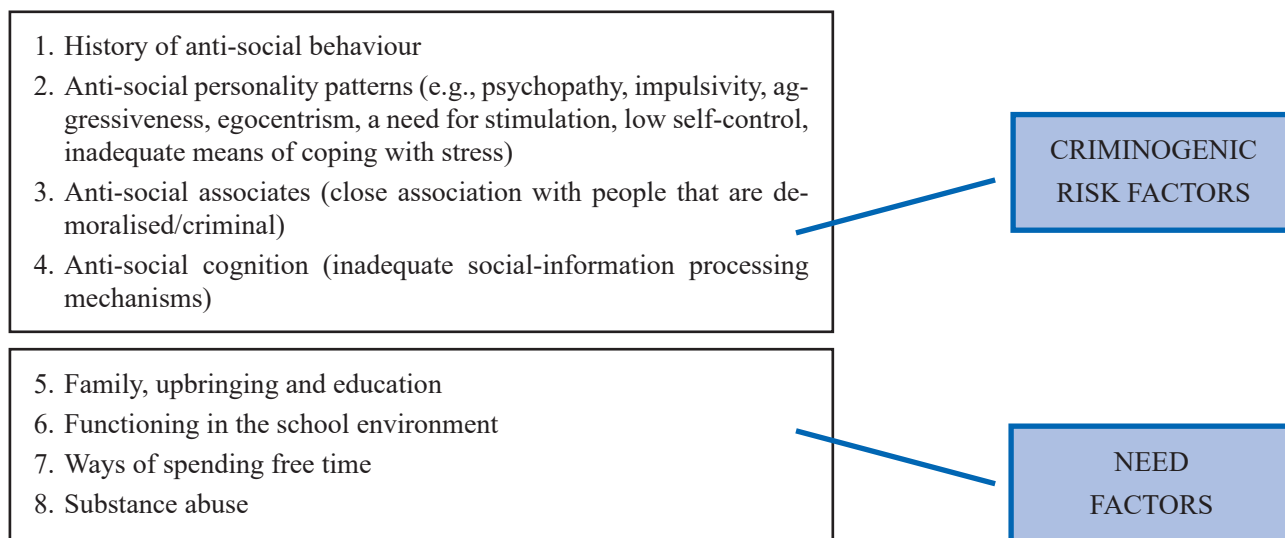 1. History of anti-social behaviour
2. Anti-social personality patterns (e.g., psychopathy, impulsivity, ag-
gressiveness, egocentrism, a need for stimulation, low self-control,
inadequate means of coping with stress)
3. Anti-social associates (close association with people that are de-
moralised/criminal)
4. Anti-social cognition (inadequate social-information processing
mechanisms)
CRIMINOGENIC
RISK FACTORS
5. Family, upbringing and education
6. Functioning in the school environment
7. Ways of spending free time
8. Substance abuse
NEED
FACTORS